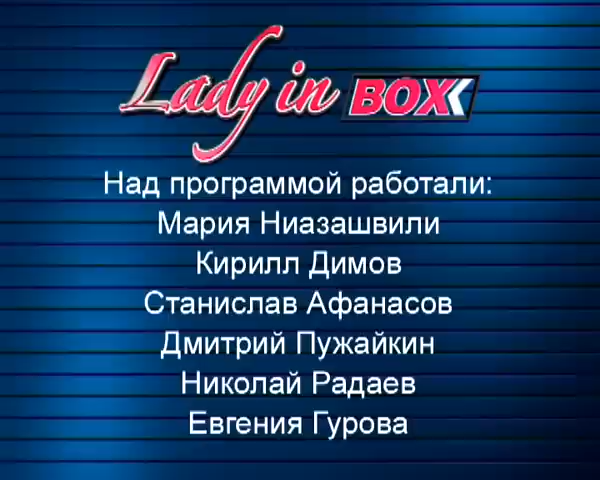 Lady in BOX
Над программой работали:
Мария Ниазашвили
Кирилл Димов
Станислав Афанасов
Дмитрий Пужайкин
Николай Радаев
Евгения Гурова